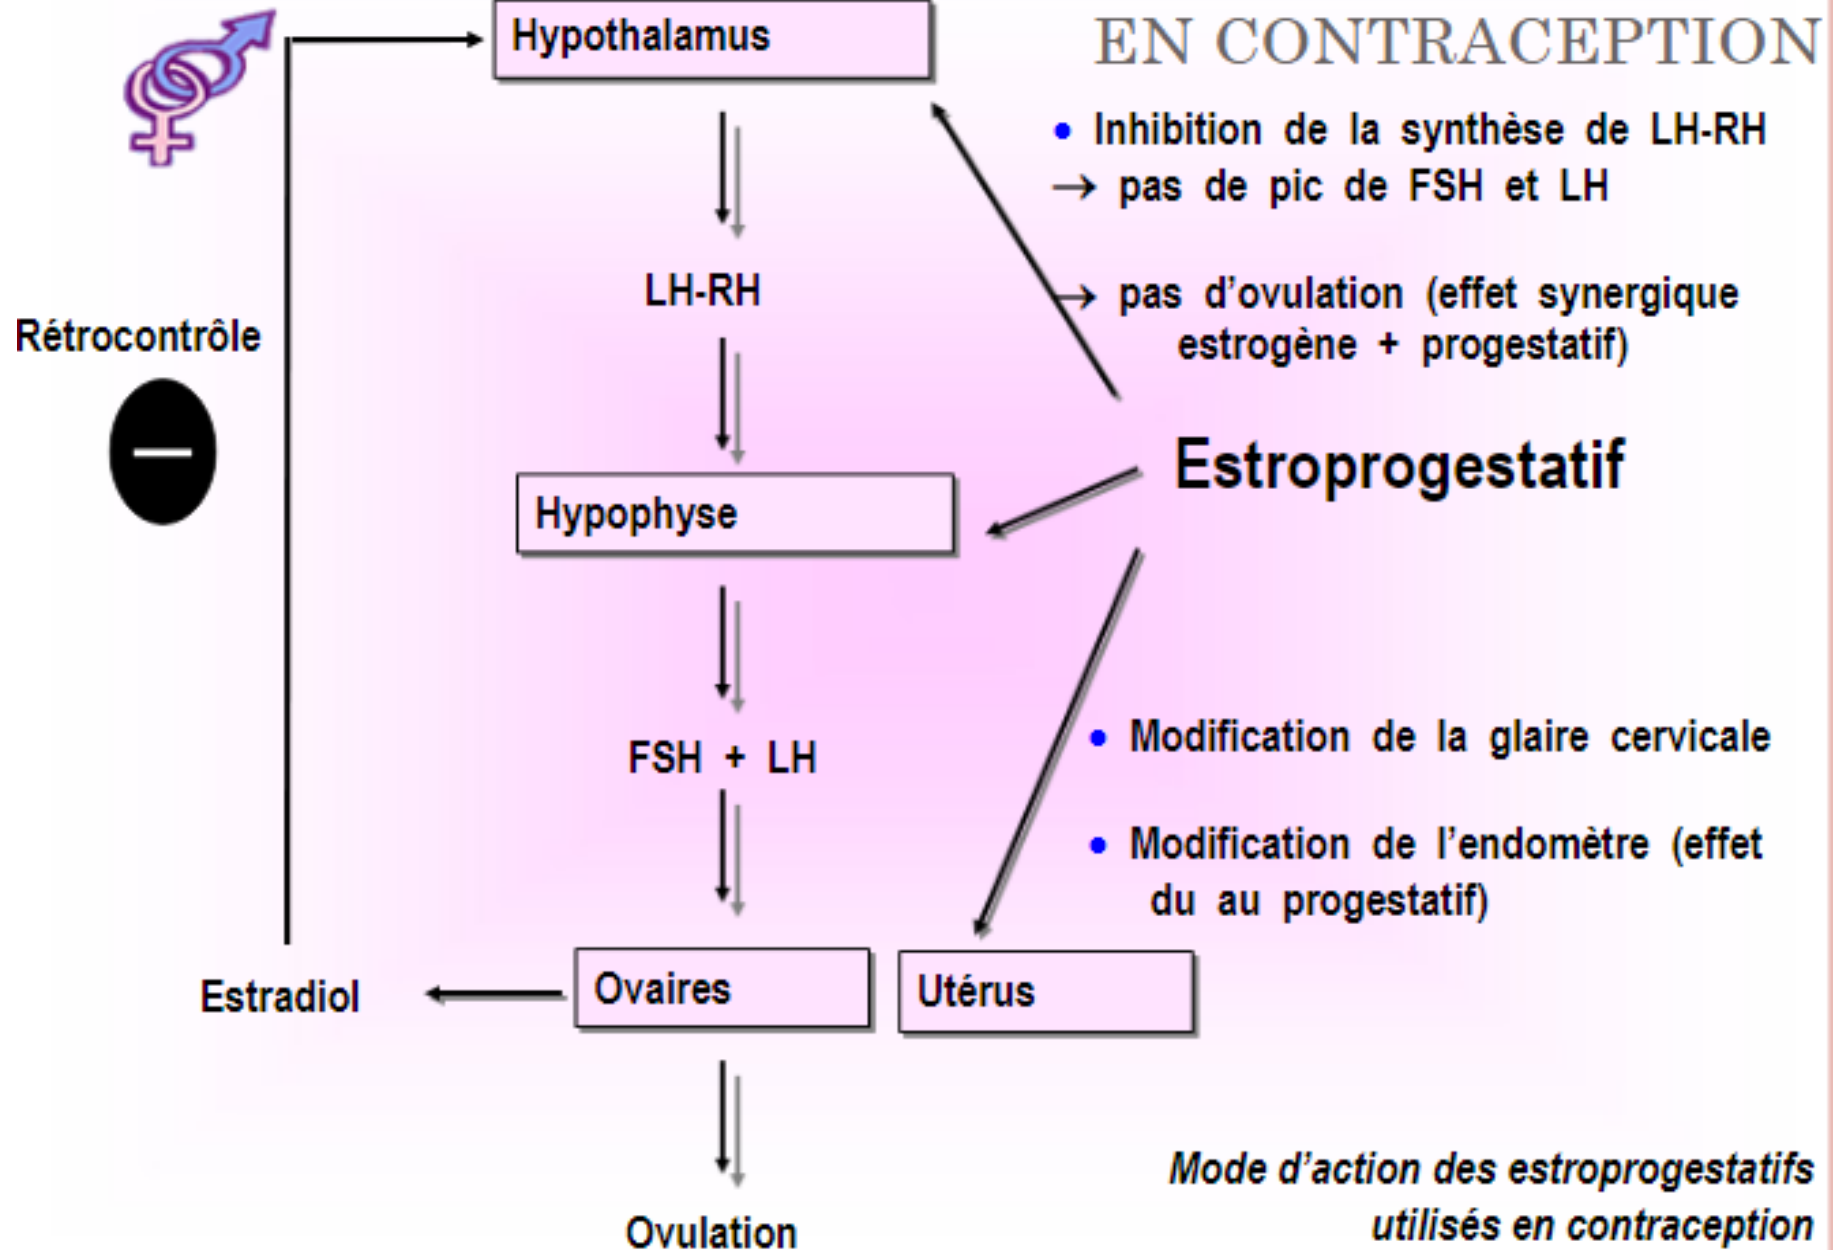 Hypothalamus
EN CONTRACEPTION
• Inhibition de la synthèse de LH-RH
→ pas de pic de FSH et LH
LH-RH
→ pas d'ovulation (effet synergique
estrogène + progestatif)
Rétrocontrôle
—
Estroprogestatif
Hypophyse
FSH + LH
• Modification de la glaire cervicale
• Modification de l'endomètre (effet
du au progestatif)
Estradiol
Ovaires
Utérus
Mode d'action des estroprogestatifs
utilisés en contraception
Ovulation